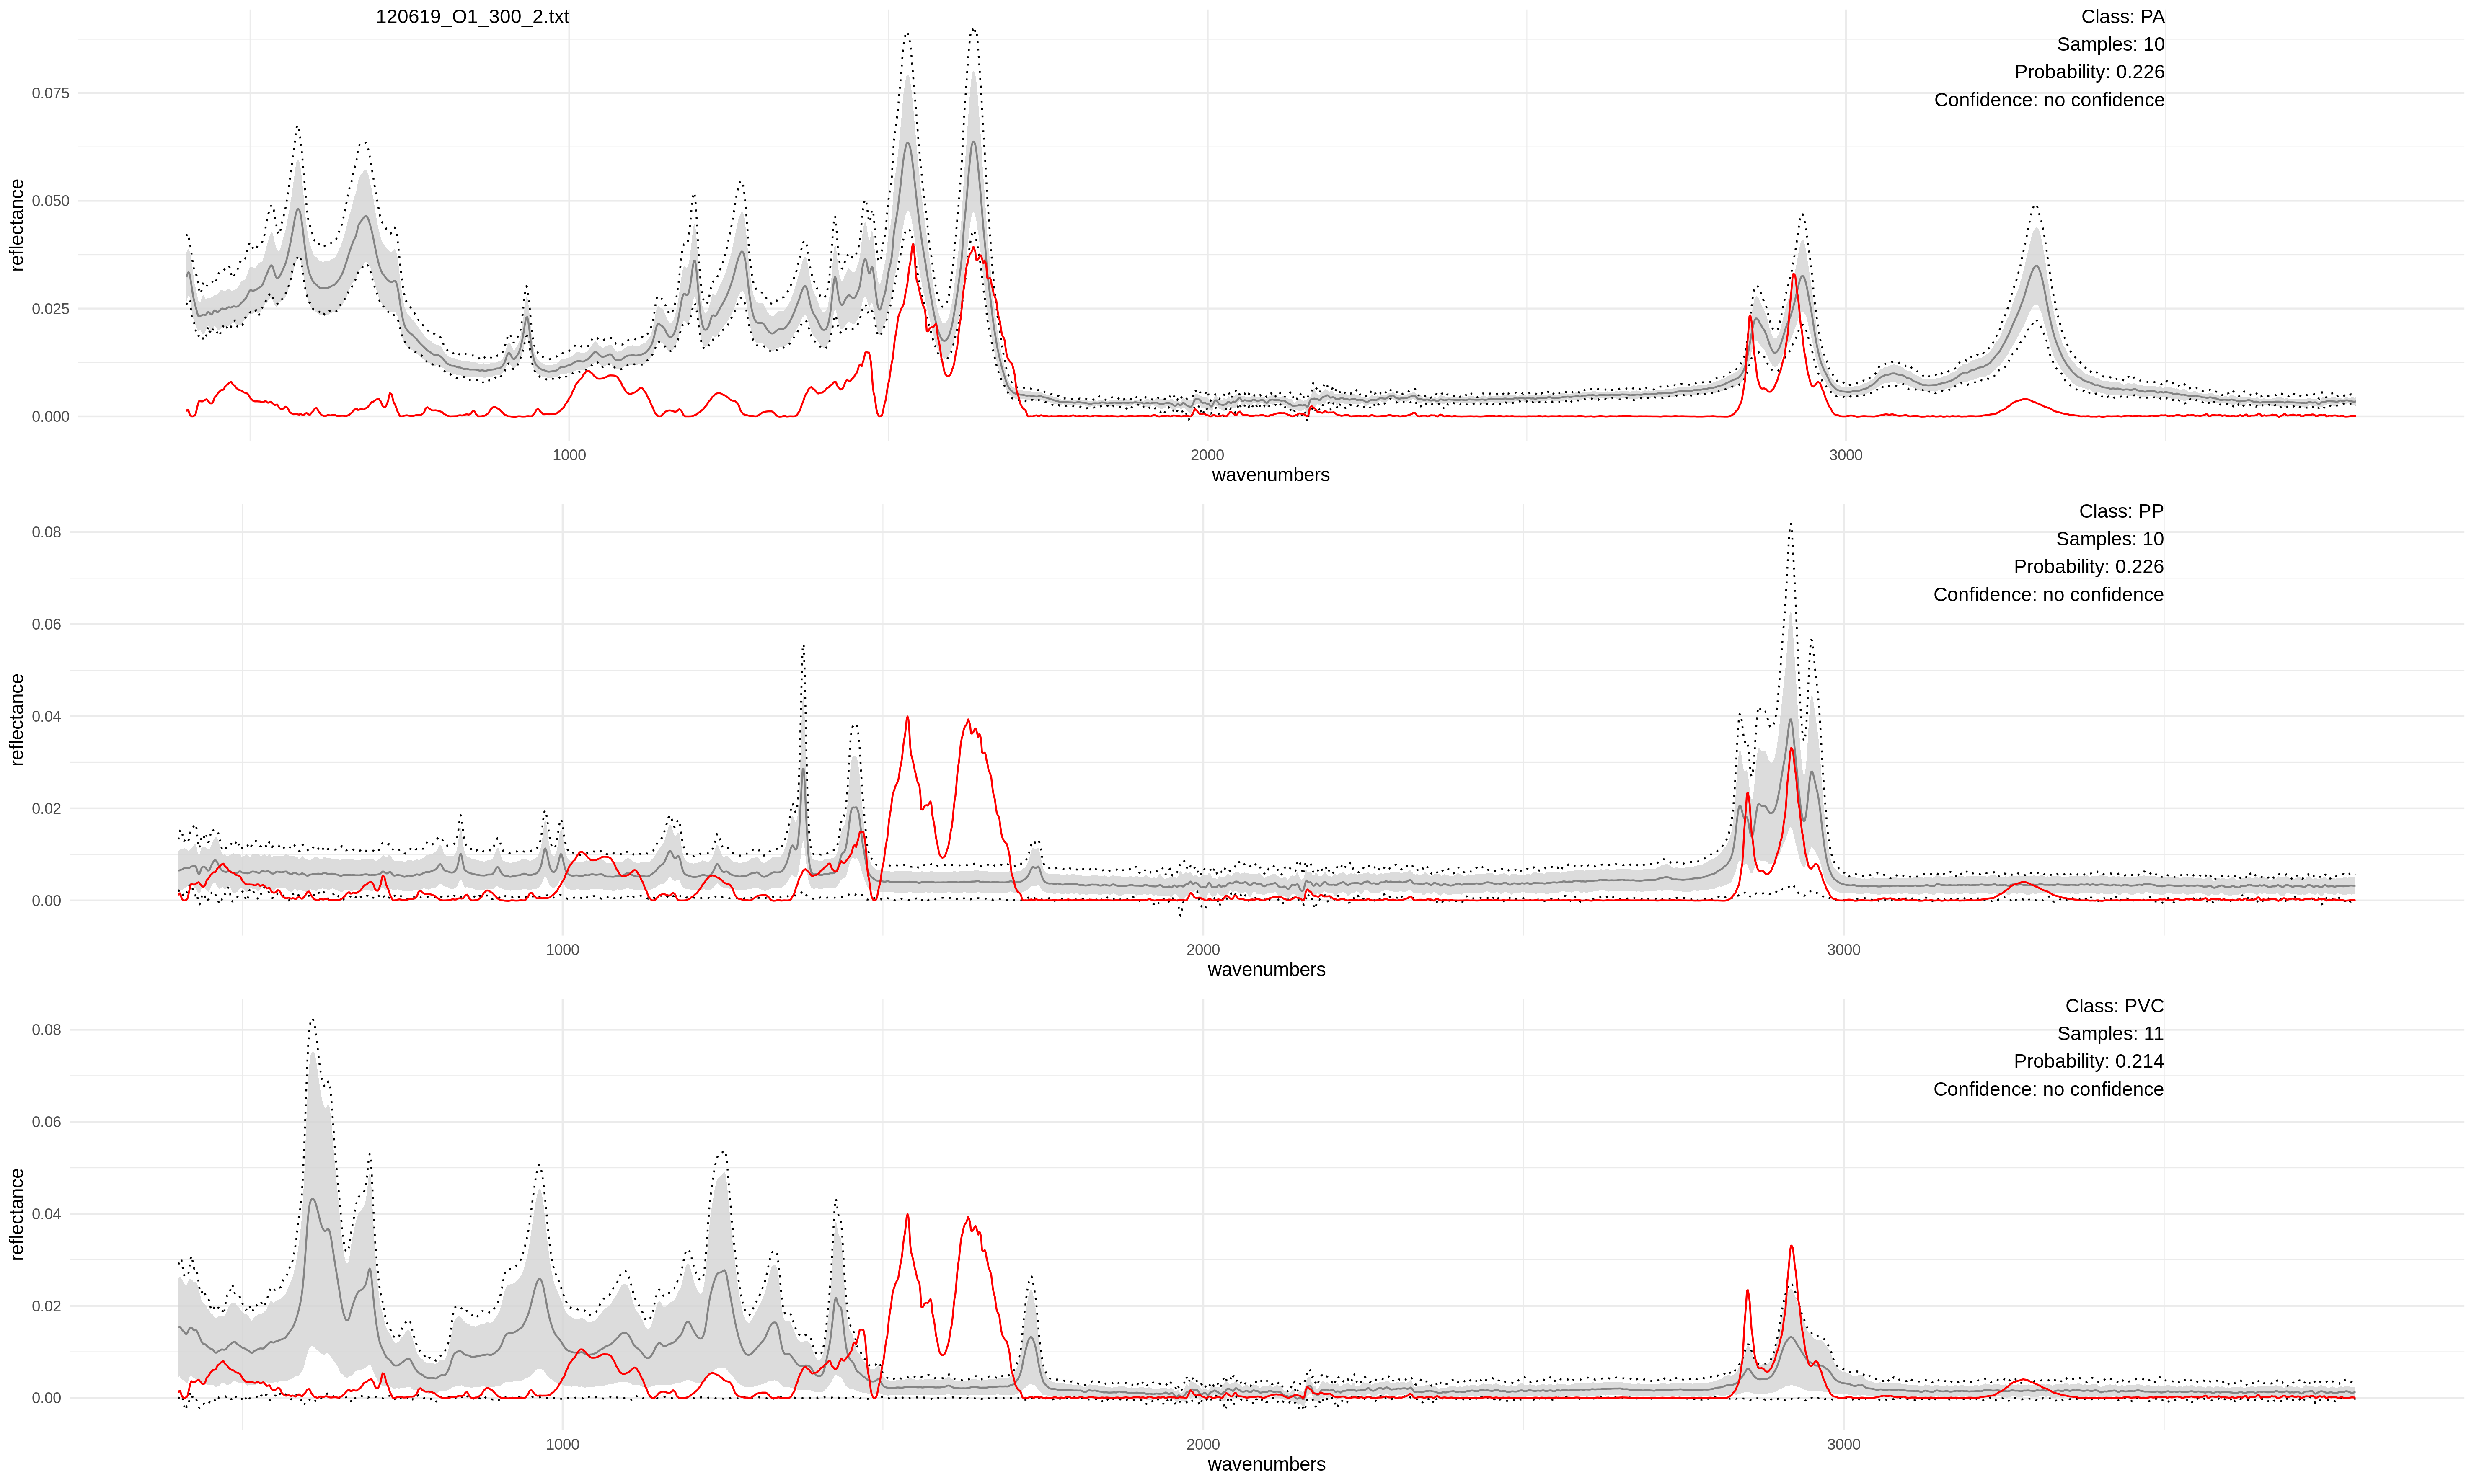 120619_O1_300_2.txt
Class: PA
Samples: 10
Probability: 0.226
Confidence: no confidence
reflectance
0.075
0.050
0.025
0.000
1000 2000 3000
wavenumbers
Class: PP
Samples: 10
Probability: 0.226
Confidence: no confidence
reflectance
0.08
0.06
0.04
0.02
0.00
1000 2000 3000
wavenumbers
Class: PVC
Samples: 11
Probability: 0.214
Confidence: no confidence
reflectance
0.08
0.06
0.04
0.02
0.00
1000 2000 3000
wavenumbers